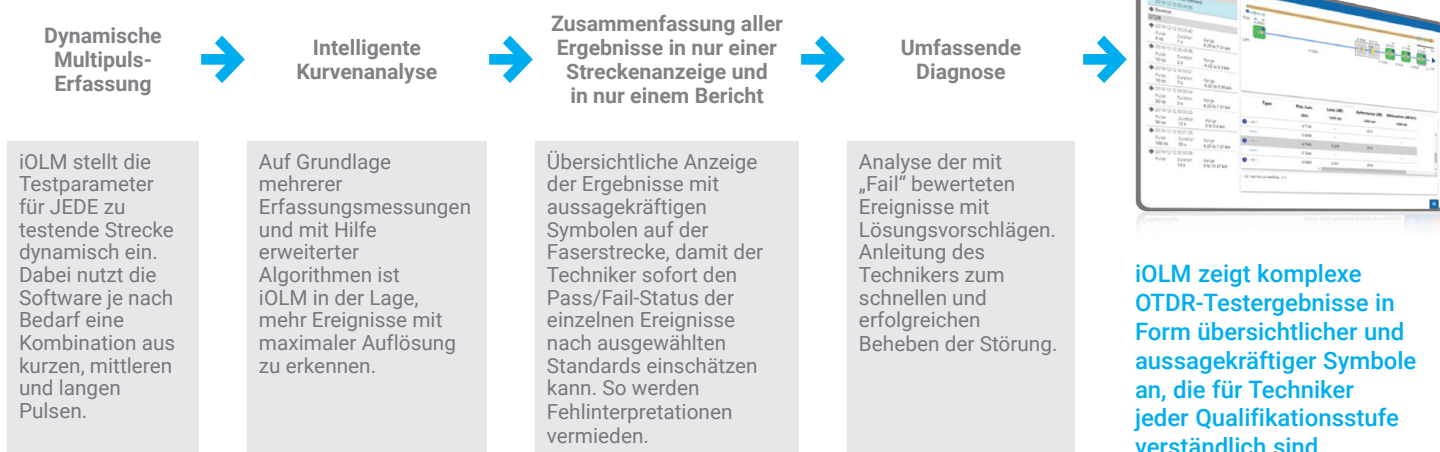 Dynamische
Multipuls-
Erfassung
iOLM stellt die
Testparameter
für JEDE zu
testende Strecke
dynamisch ein.
Dabei nutzt die
Software je nach
Bedarf eine
Kombination aus
kurzen, mittleren
und langen
Pulsen.
Intelligente
Kurvenanalyse
Auf Grundlage
mehrerer
Erfassungsmessungen
und mit Hilfe
erweiterter
Algorithmen ist
iOLM in der Lage,
mehr Ereignisse mit
maximaler Auflösung
zu erkennen.
Zusammenfassung aller
Ergebnisse in nur einer
Streckenanzeige und
in nur einem Bericht
Übersichtliche Anzeige
der Ergebnisse mit
aussagekräftigen
Symbolen auf der
Faserstrecke, damit der
Techniker sofort den
Pass/Fail-Status der
einzelnen Ereignisse
nach ausgewählten
Standards einschätzen
kann. So werden
Fehlinterpretationen
vermieden.
Umfassende
Diagnose
Analyse der mit
„Fail“ bewerteten
Ereignisse mit
Lösungsvorschlägen.
Anleitung des
Technikers zum
schnellen und
erfolgreichen
Beheben der Störung.
Type
iOLM zeigt komplexe
OTDR-Testergebnisse in
Form übersichtlicher und
aussagekräftiger Symbole
an, die für Techniker
jeder Qualifikationsstufe
verständlich sind